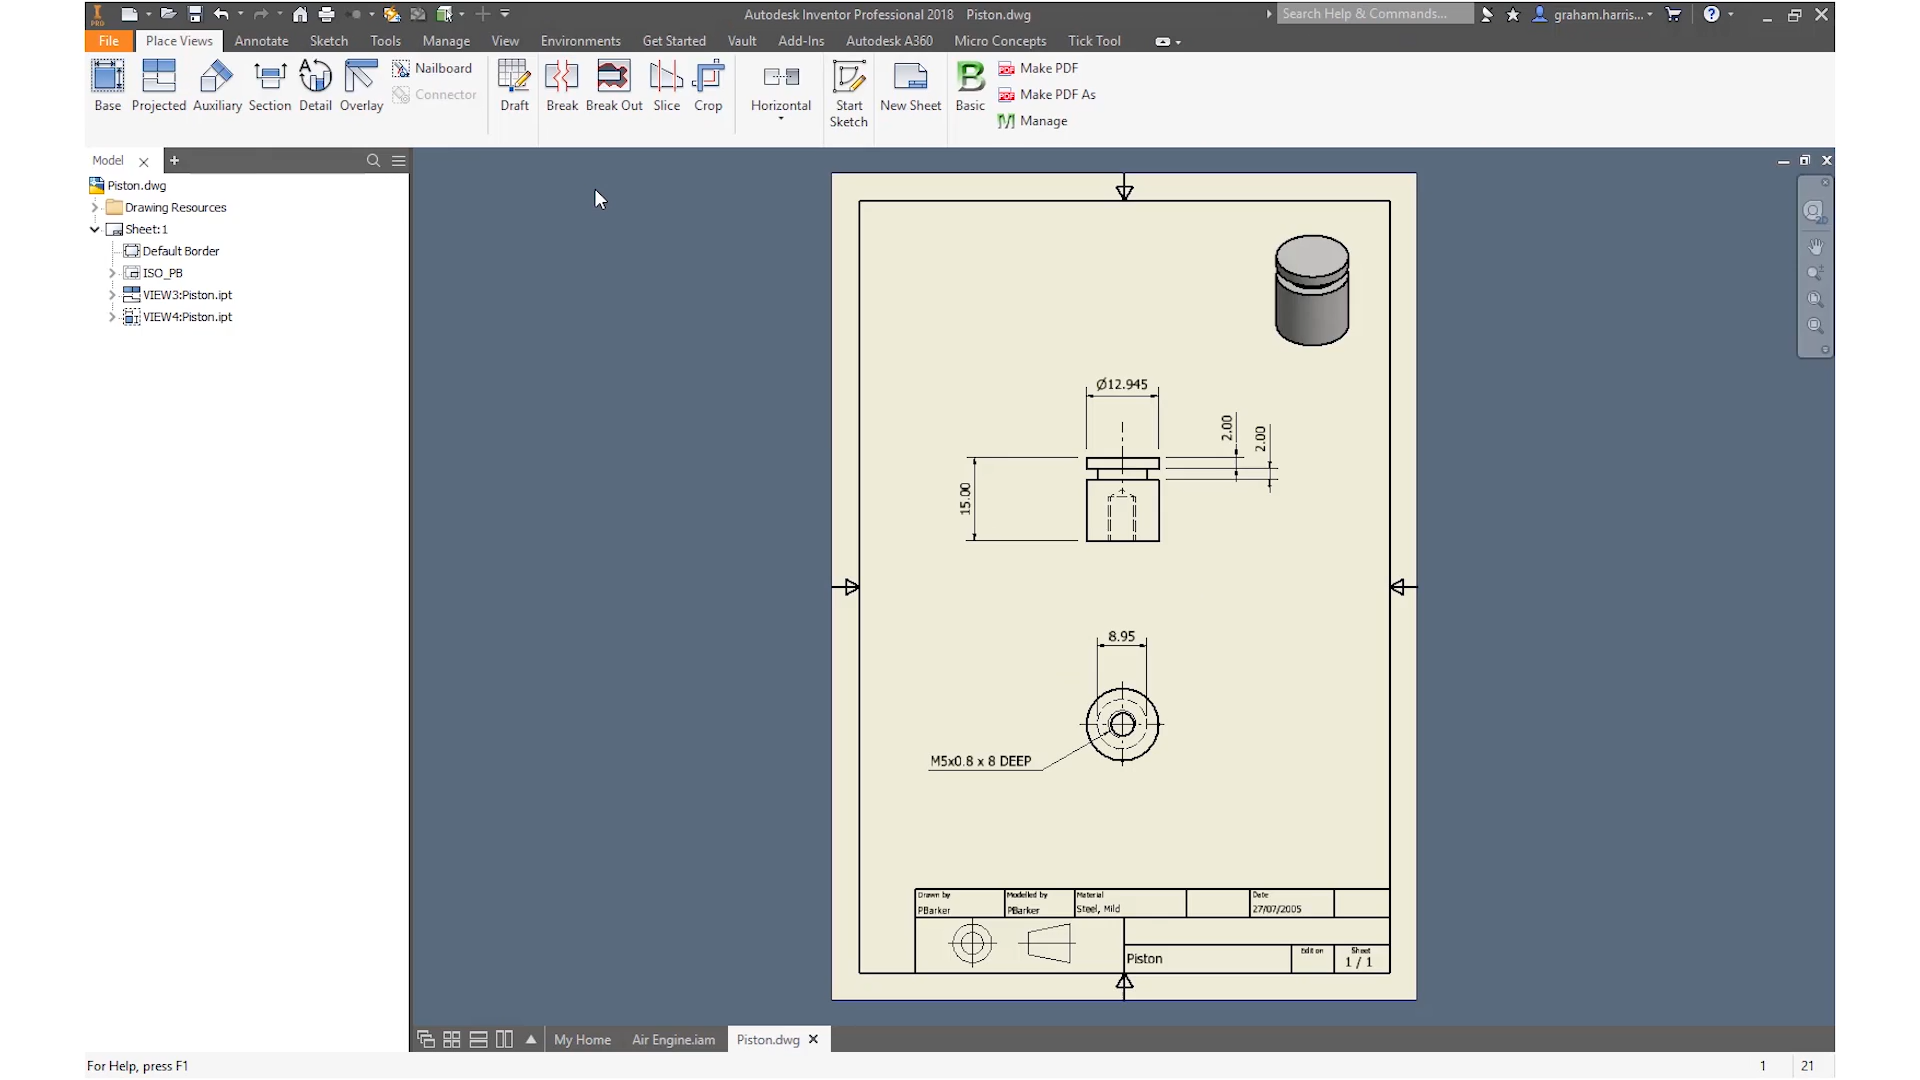 PRO
Autodesk Inventor Professional 2018 Piston.dwg
Search Help & Commands...
graham.harris...
File Place Views Annotate Sketch Tools Manage View Environments Get Started Vault Add-Ins Autodesk A360 Micro Concepts Tick Tool
Base Projected Auxiliary Section Detail Overlay
Nailboard
Connector
Draft Break Break Out Slice Crop Horizontal Start Sketch New Sheet Basic
Make PDF
Make PDF As
Manage
Model
Piston.dwg
Drawing Resources
Sheet:1
Default Border
ISO_PB
VIEW3:Piston.ipt
VIEW4:Piston.ipt
Ø12.945
2.00
2.00
15.00
8.95
M5x0.8 x 8 DEEP
Drawn by Modelled by Material Date
PBarker PBarker Steel, Mild 27/07/2005
Edition Sheet
Piston 1 / 1
My Home Air Engine.iam Piston.dwg
For Help, press F1
1 21